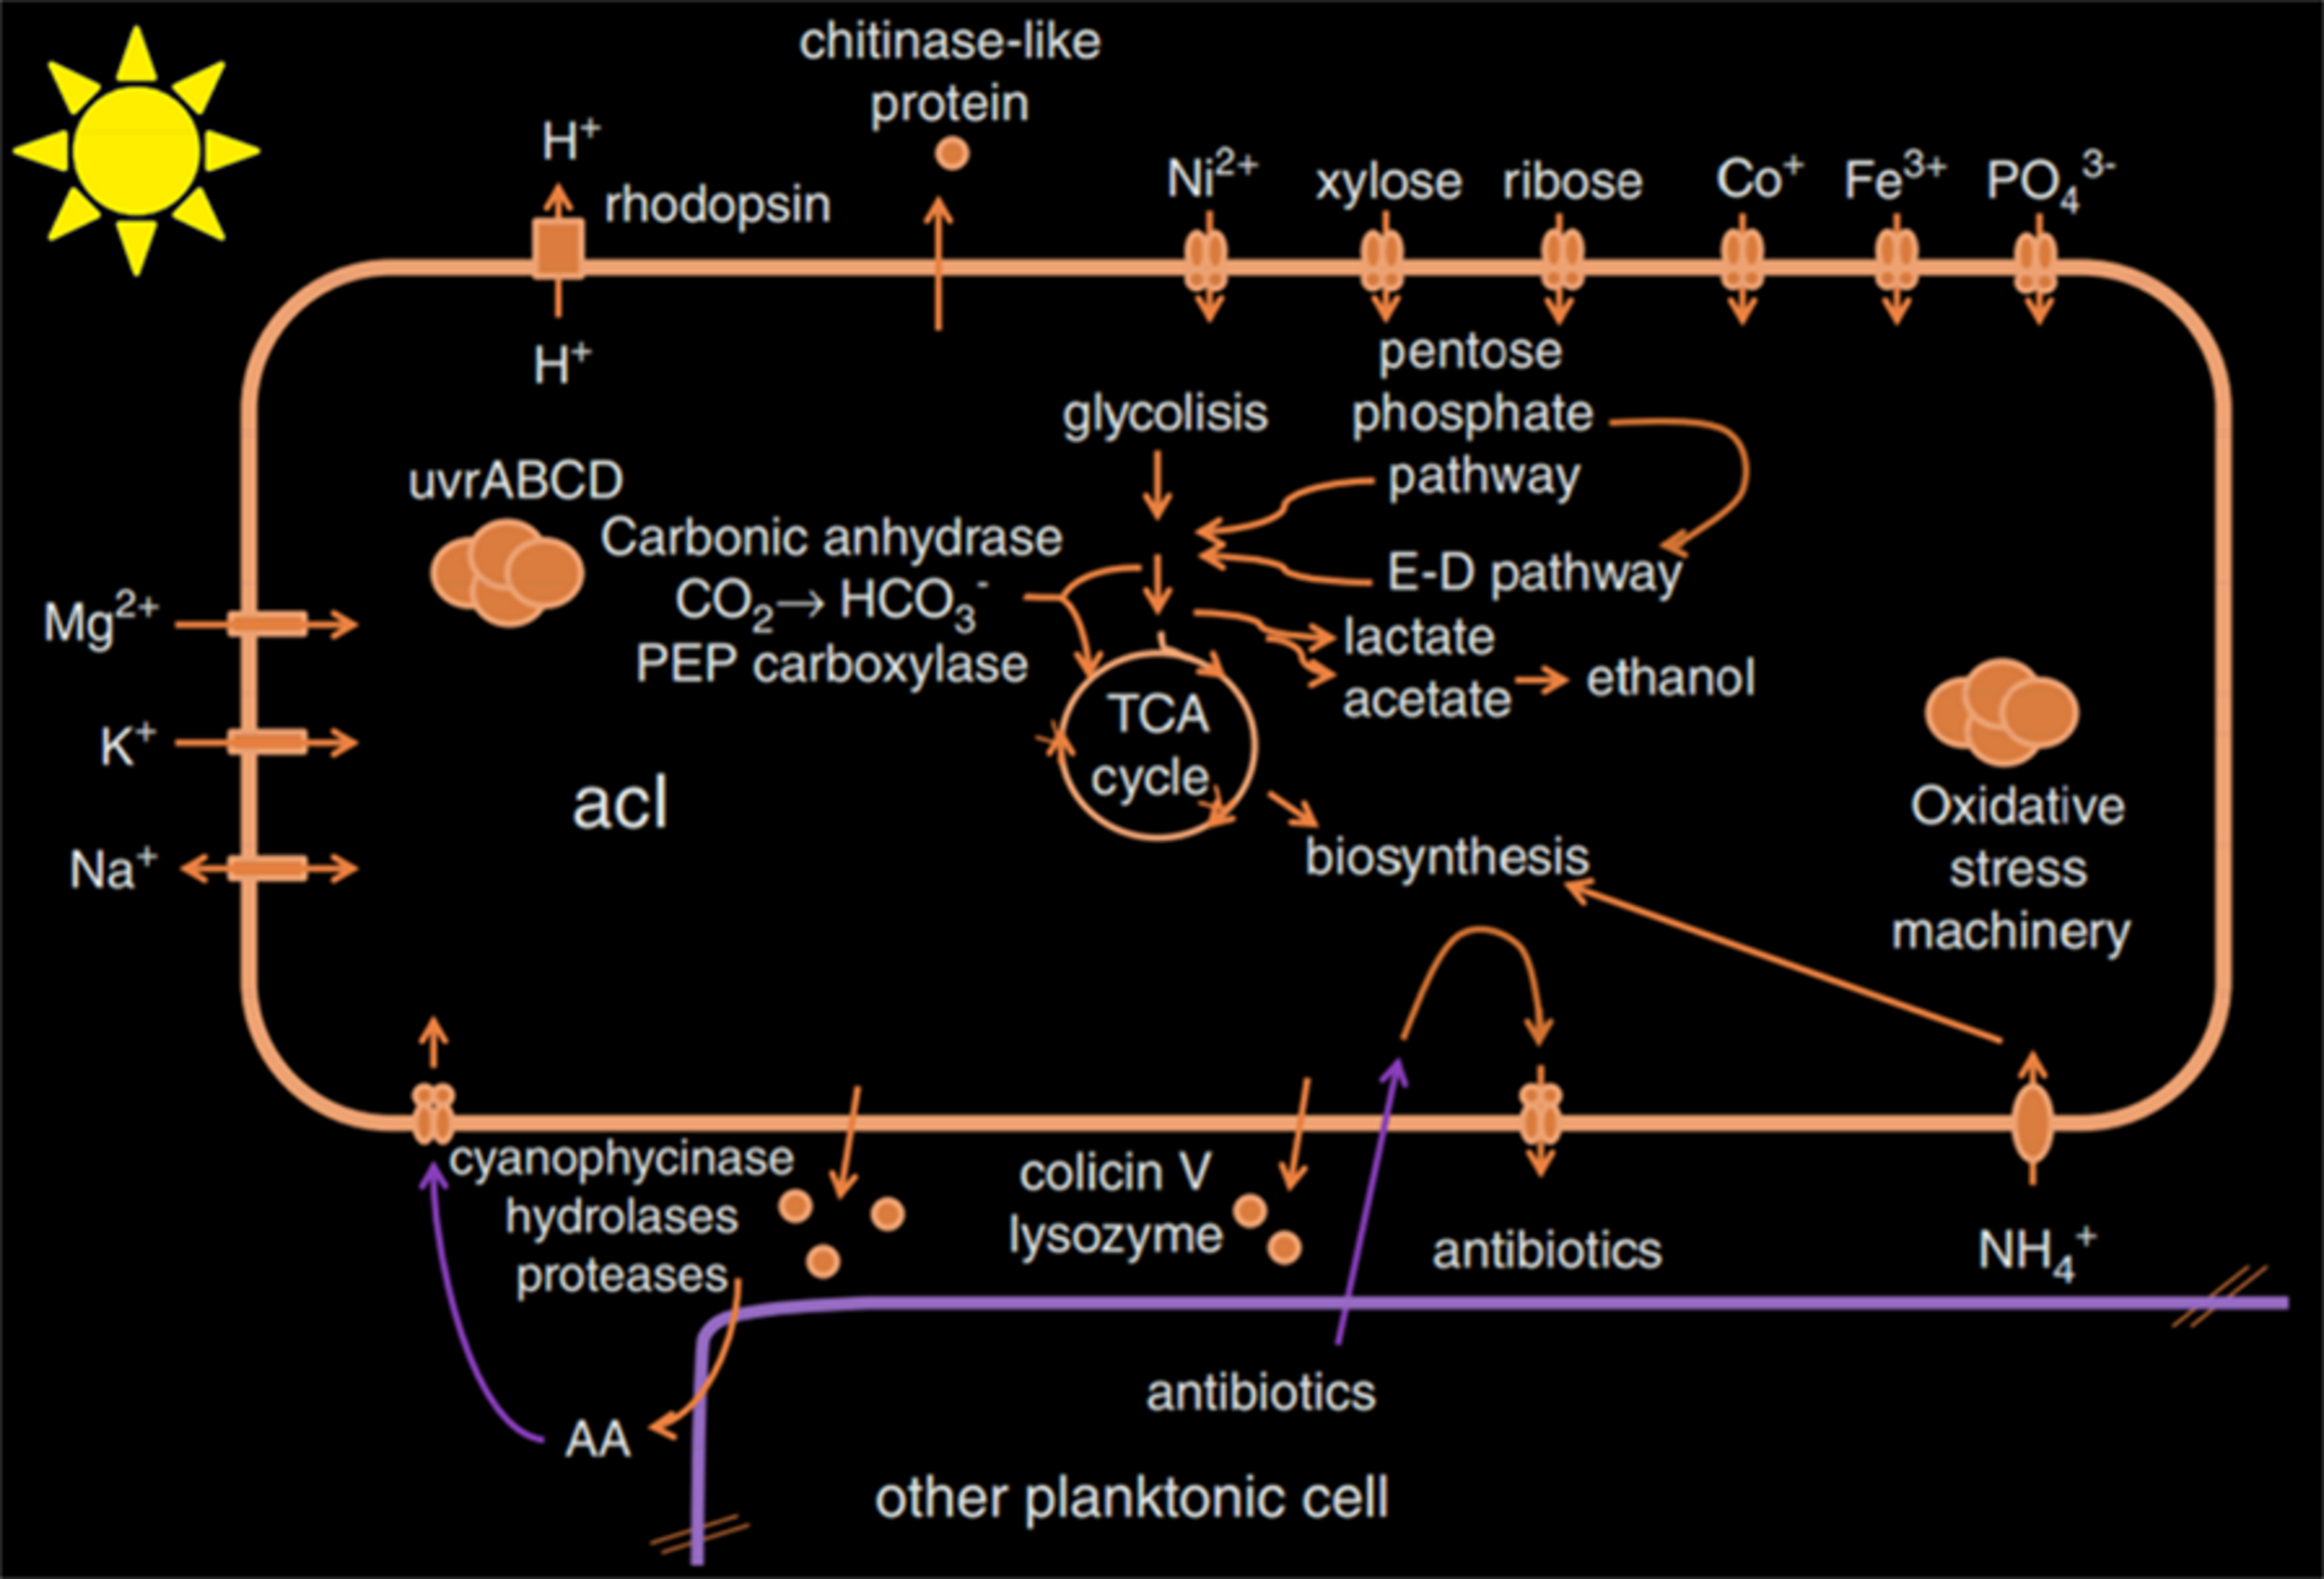 chitinase-like
protein
H⁺
rhodopsin
Ni²⁺
xylose
ribose
Co⁺
Fe³⁺
PO₄³⁻
H⁺
pentose
phosphate
pathway
glycolisis
uvrABCD
Carbonic anhydrase
CO₂→ HCO₃⁻
PEP carboxylase
E-D pathway
lactate
acetate
ethanol
Mg²⁺
K⁺
Na⁺
acI
TCA
cycle
biosynthesis
Oxidative
stress
machinery
cyanophycinase
hydrolases
proteases
colicin V
lysozyme
antibiotics
NH₄⁺
antibiotics
AA
other planktonic cell